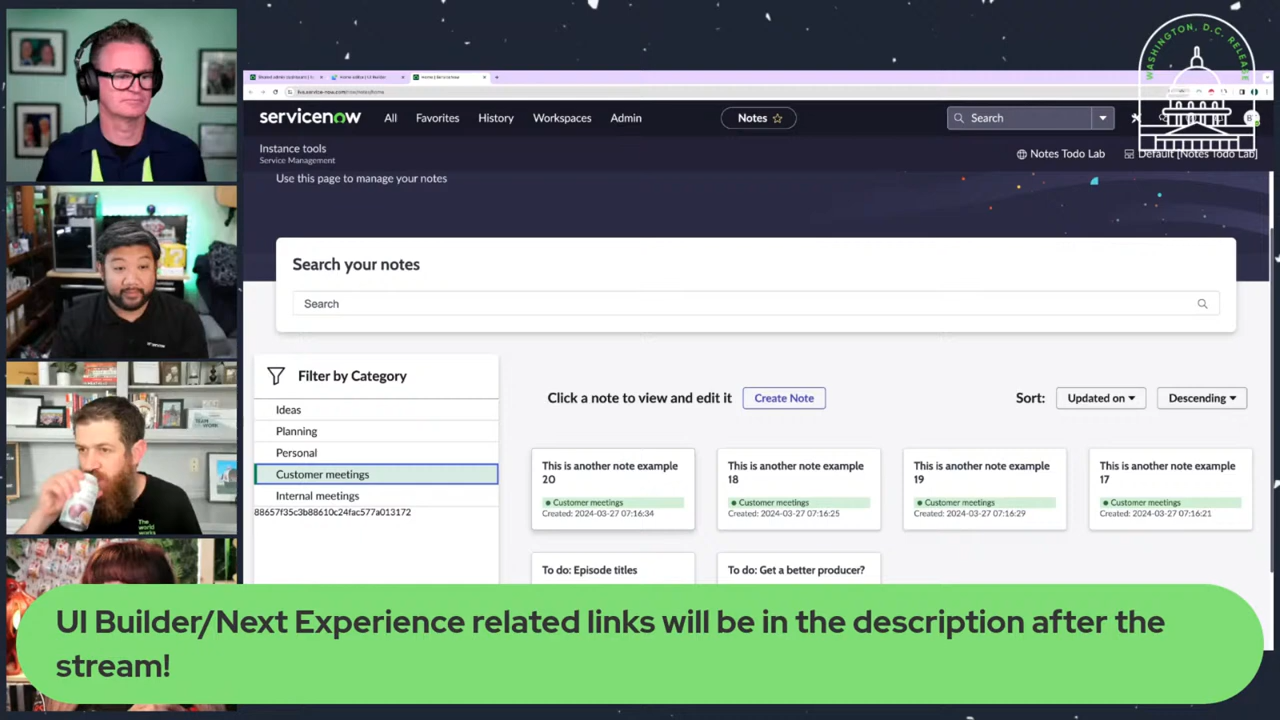 WASHINGTON, D.C. RELEASE
Home | ServiceNow
servicenow
All
Favorites
History
Workspaces
Admin
Notes
Search
Instance tools
Service Management
Notes Todo Lab
Default [Notes Todo Lab]
Use this page to manage your notes
Search your notes
Search
Filter by Category
Ideas
Planning
Personal
Customer meetings
Internal meetings
88657f35c3b88610c24fac577a013172
Click a note to view and edit it
Create Note
Sort:
Updated on
Descending
This is another note example
20
Customer meetings
Created: 2024-03-27 07:16:34
This is another note example
18
Customer meetings
Created: 2024-03-27 07:16:25
This is another note example
19
Customer meetings
Created: 2024-03-27 07:16:29
This is another note example
17
Customer meetings
Created: 2024-03-27 07:16:21
To do: Episode titles
To do: Get a better producer?
The
world
works
UI Builder/Next Experience related links will be in the description after the
stream!